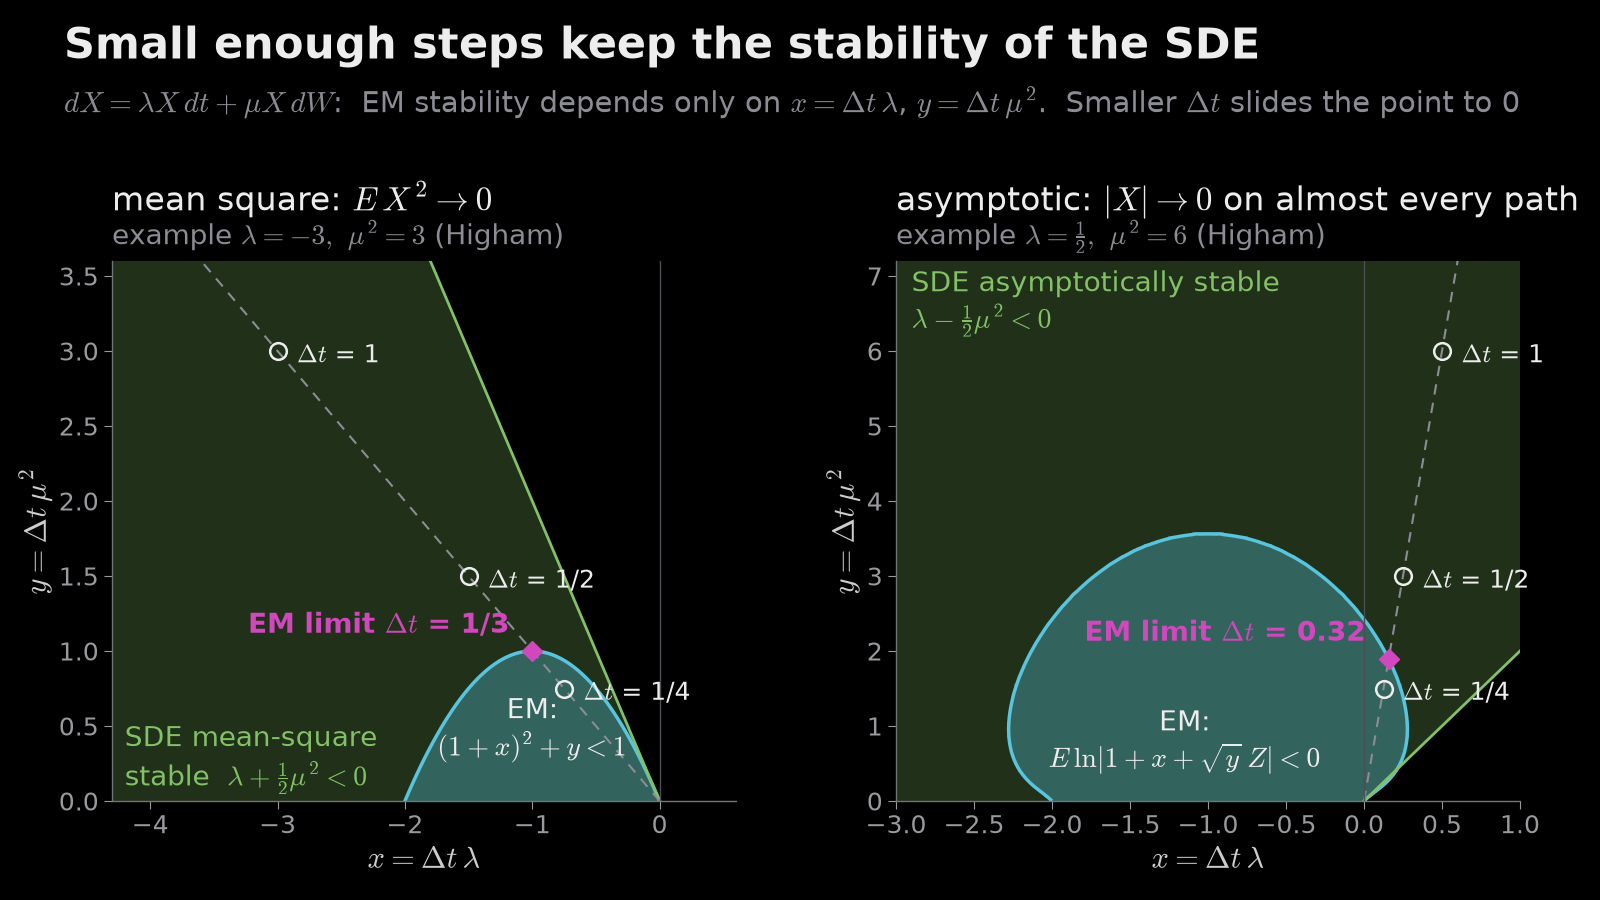 Small enough steps keep the stability of the SDE
dX = λX dt + μX dW:  EM stability depends only on x = Δt λ, y = Δt μ².  Smaller Δt slides the point to 0
mean square: E X² → 0
example λ = −3, μ² = 3 (Higham)
3.5
3.0
2.5
2.0
1.5
1.0
0.5
0.0
y = Δt μ²
Δt = 1
Δt = 1/2
EM limit Δt = 1/3
Δt = 1/4
EM:
(1 + x)² + y < 1
SDE mean-square
stable λ + ½μ² < 0
−4 −3 −2 −1 0
x = Δt λ
asymptotic: |X| → 0 on almost every path
example λ = ½, μ² = 6 (Higham)
7
6
5
4
3
2
1
0
y = Δt μ²
SDE asymptotically stable
λ − ½μ² < 0
Δt = 1
Δt = 1/2
EM limit Δt = 0.32
Δt = 1/4
EM:
E ln|1 + x + √y Z| < 0
−3.0 −2.5 −2.0 −1.5 −1.0 −0.5 0.0 0.5 1.0
x = Δt λ